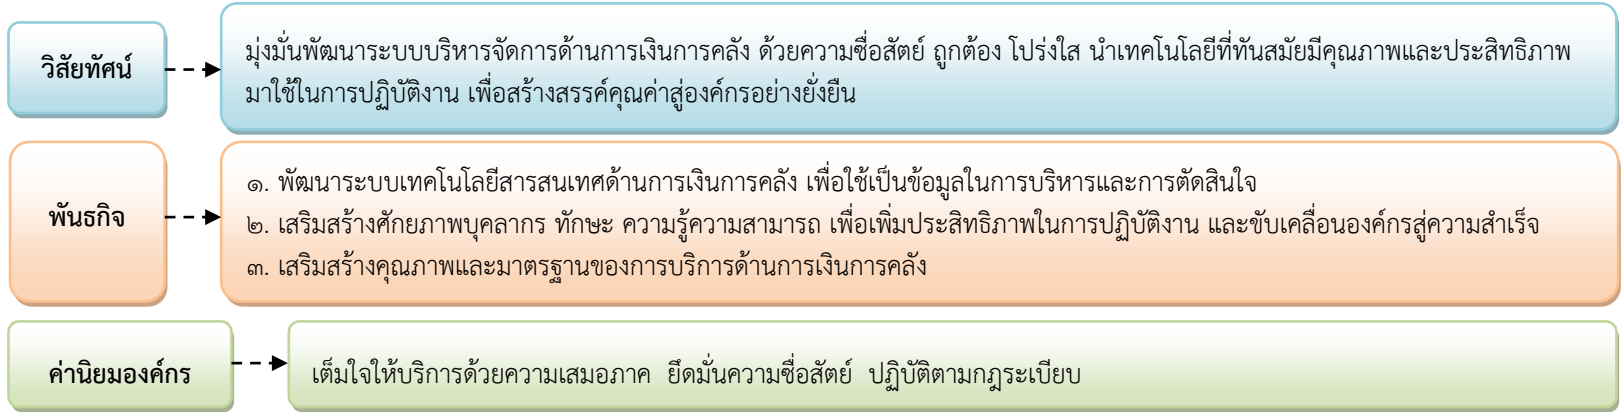 วิสัยทัศน์
มุ่งมั่นพัฒนาระบบบริหารจัดการด้านการเงินการคลัง ด้วยความซื่อสัตย์ ถูกต้อง โปร่งใส นำเทคโนโลยีที่ทันสมัยมีคุณภาพและประสิทธิภาพ
มาใช้ในการปฏิบัติงาน เพื่อสร้างสรรค์คุณค่าสู่องค์กรอย่างยั่งยืน
พันธกิจ
๑. พัฒนาระบบเทคโนโลยีสารสนเทศด้านการเงินการคลัง เพื่อใช้เป็นข้อมูลในการบริหารและการตัดสินใจ
๒. เสริมสร้างศักยภาพบุคลากร ทักษะ ความรู้ความสามารถ เพื่อเพิ่มประสิทธิภาพในการปฏิบัติงาน และขับเคลื่อนองค์กรสู่ความสำเร็จ
๓. เสริมสร้างคุณภาพและมาตรฐานของการบริการด้านการเงินการคลัง
ค่านิยมองค์กร
เต็มใจให้บริการด้วยความเสมอภาค ยึดมั่นความซื่อสัตย์ ปฏิบัติตามกฎระเบียบ